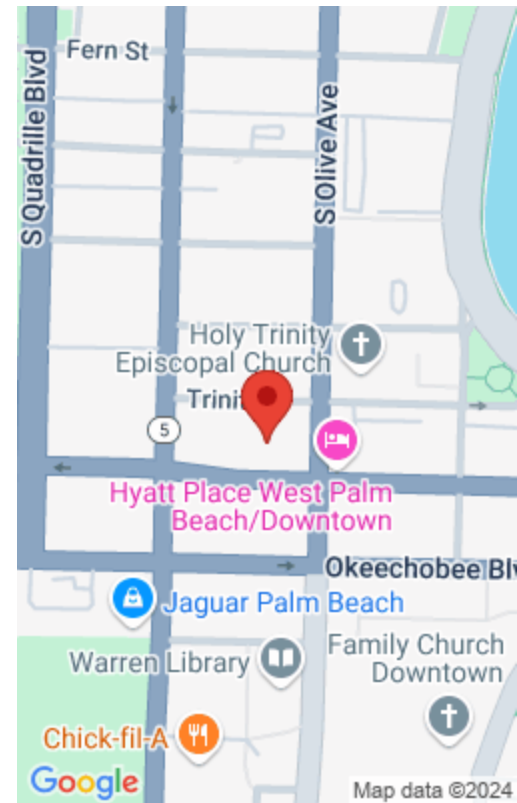 Fern St
S Quadrille Blvd
S Olive Ave
Holy Trinity
Episcopal Church
Trini
5
Hyatt Place West Palm
Beach/Downtown
Okeechobee Blv
Jaguar Palm Beach
Warren Library
Family Church
Downtown
Chick-fil-A
Google
Map data ©2024